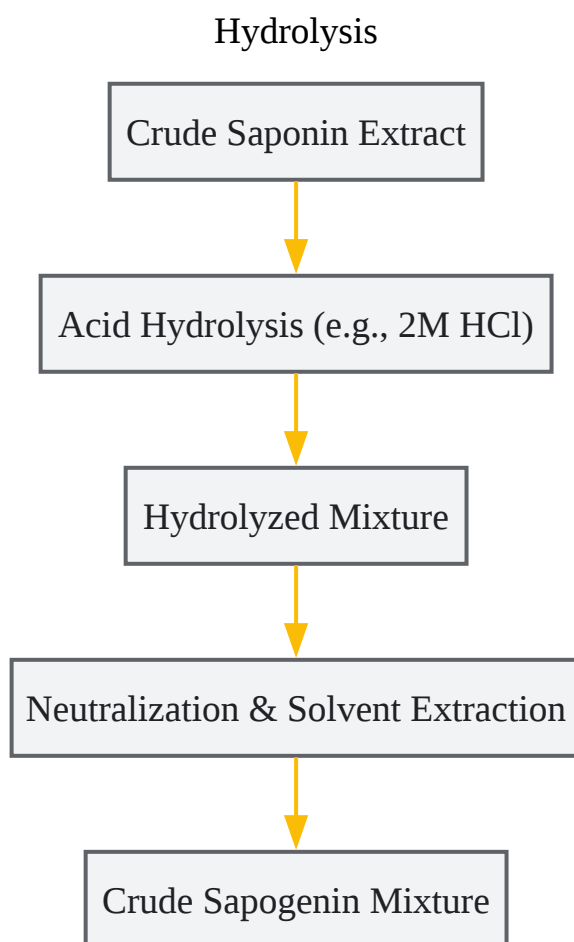 Hydrolysis
Crude Saponin Extract
Acid Hydrolysis (e.g., 2M HCl)
Hydrolyzed Mixture
Neutralization & Solvent Extraction
Crude Sapogenin Mixture